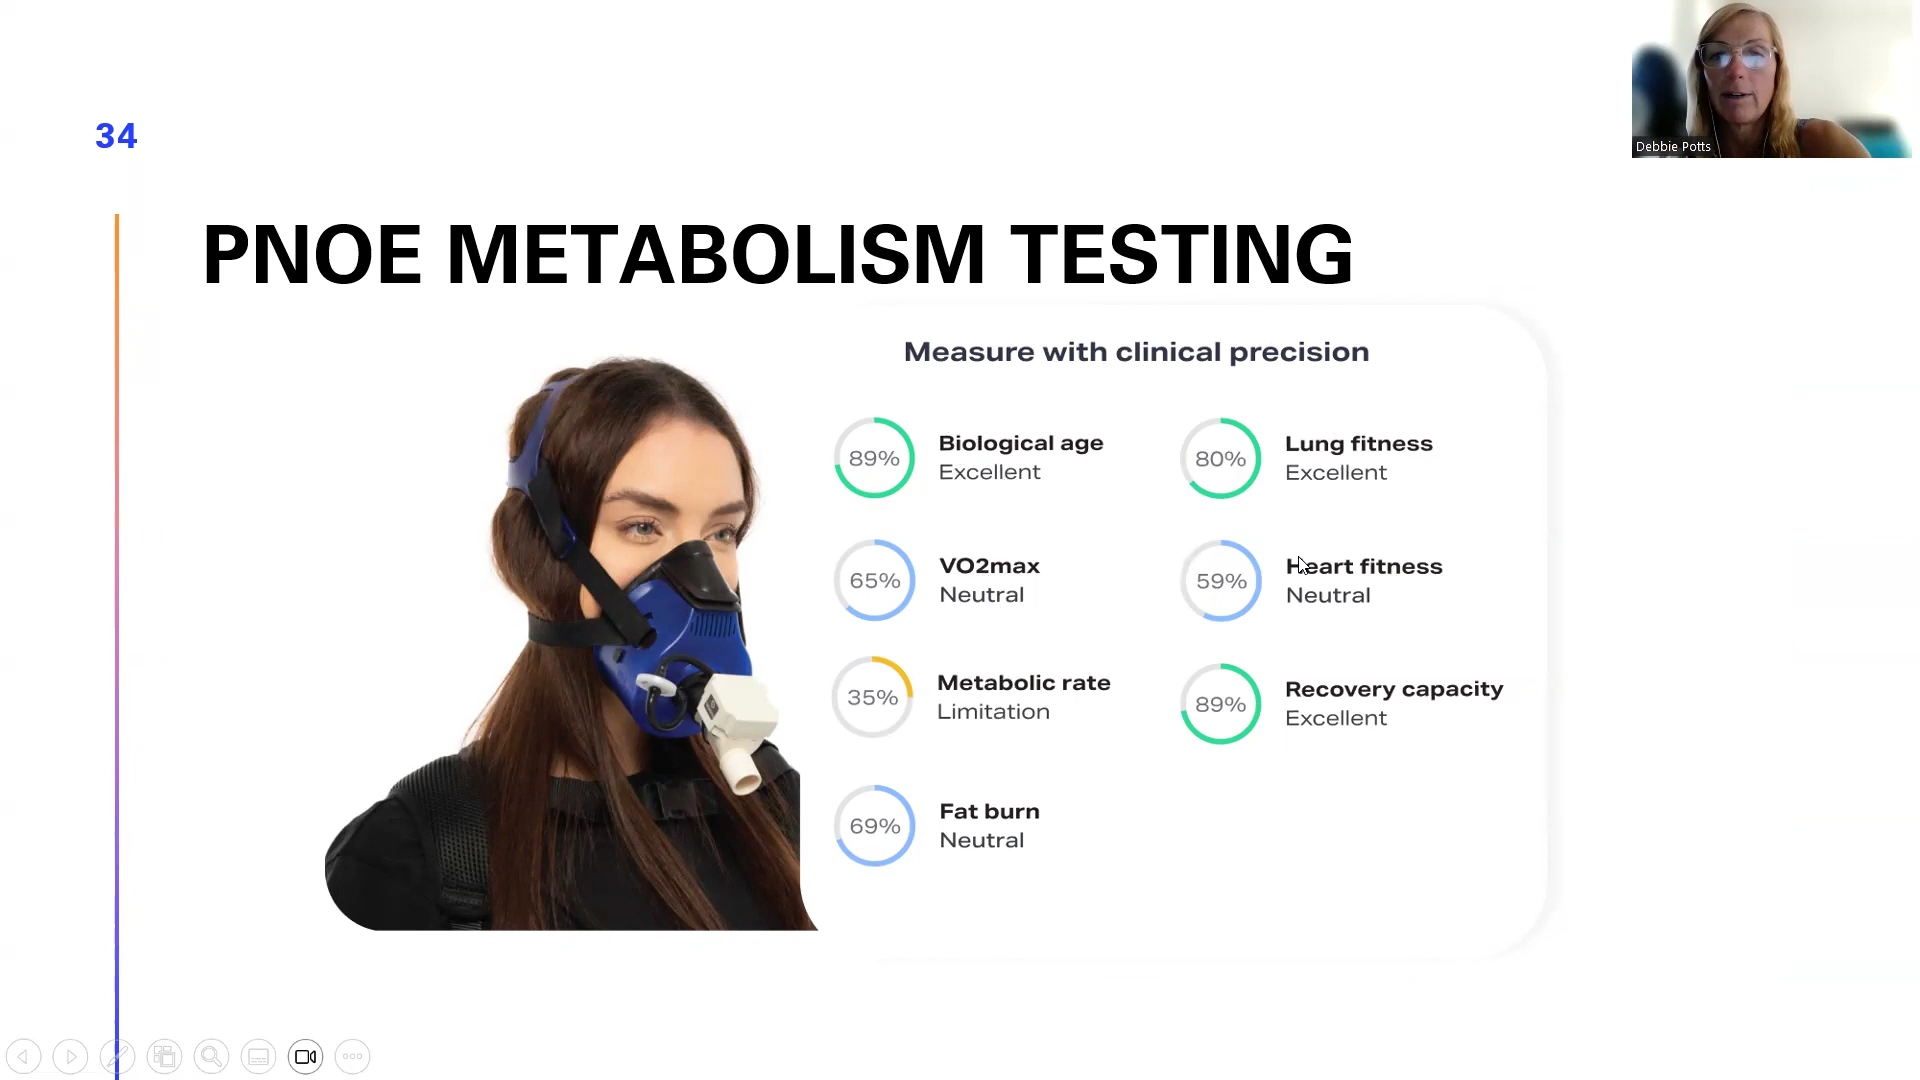 Debbie Potts
34
PNOE METABOLISM TESTING
Measure with clinical precision
89%
Biological age
Excellent
80%
Lung fitness
Excellent
65%
VO2max
Neutral
59%
Heart fitness
Neutral
35%
Metabolic rate
Limitation
89%
Recovery capacity
Excellent
69%
Fat burn
Neutral